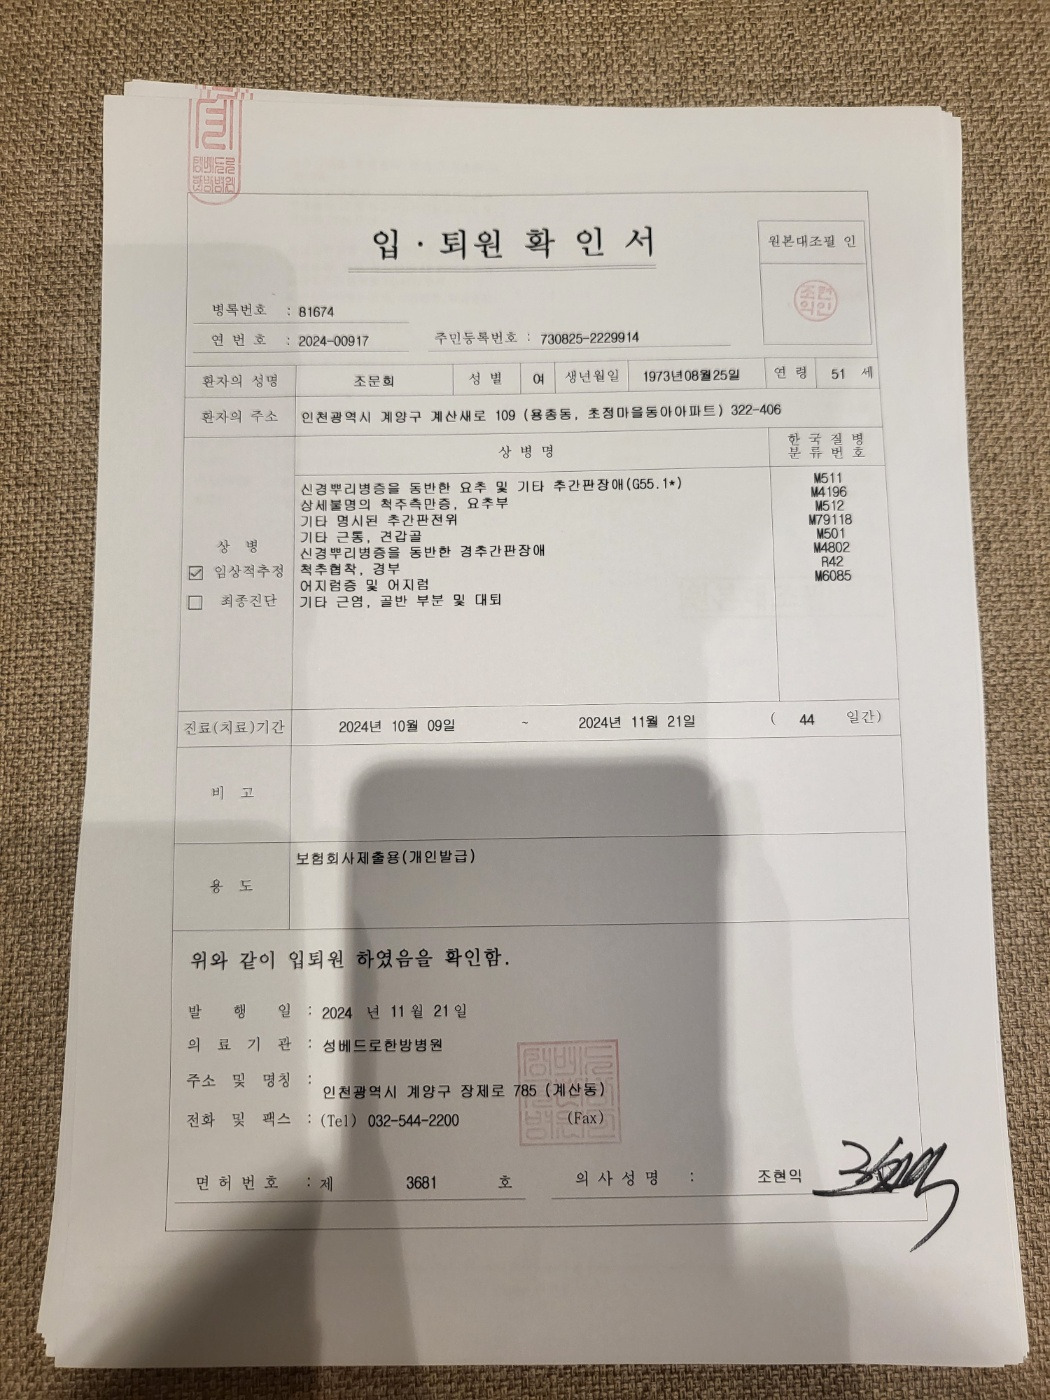 입 · 퇴원 확 인 서
원본대조필 인
조현
익인
병록번호 : 81674
연 번 호 : 2024-00917 주민등록번호 : 730825-2229914
환자의 성명 조문희 성 별 여 생년월일 1973년08월25일 연 령 51 세
환자의 주소 인천광역시 계양구 계산새로 109 (용종동, 초정마을동아아파트) 322-406
상 병 명 한 국 질 병
분 류 번 호
신경뿌리병증을 동반한 요추 및 기타 추간판장애(G55.1*) M511
상세불명의 척주측만증, 요추부 M4196
기타 명시된 추간판전위 M512
기타 근통, 견갑골 M79118
신경뿌리병증을 동반한 경추간판장애 M501
척추협착, 경부 M4802
어지럼증 및 어지럼 R42
기타 근염, 골반 부분 및 대퇴 M6085
상 병
임상적추정
최종진단
진료(치료)기간 2024년 10월 09일 ~ 2024년 11월 21일 ( 44 일간)
비 고
용 도 보험회사제출용(개인발급)
위와 같이 입퇴원 하였음을 확인함.
발 행 일 : 2024 년 11 월 21 일
의 료 기 관 : 성베드로한방병원
주소 및 명칭 : 인천광역시 계양구 장제로 785 (계산동)
전화 및 팩스 : (Tel) 032-544-2200 (Fax)
면 허 번 호 : 제 3681 호 의 사 성 명 : 조현익